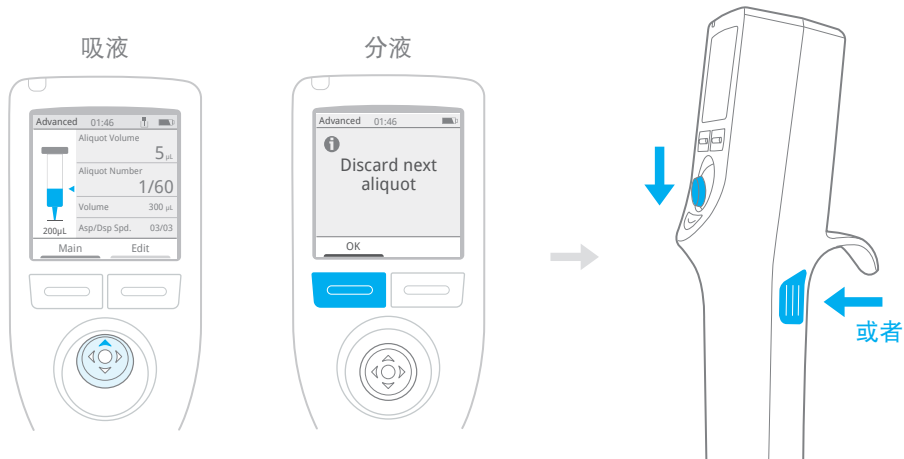 吸液
Advanced 01:46
Aliquot Volume
5 µL
Aliquot Number
1/60
Volume 300 µL
200µL
Asp/Dsp Spd. 03/03
Main Edit
分液
Advanced 01:46
Discard next
aliquot
OK
或者